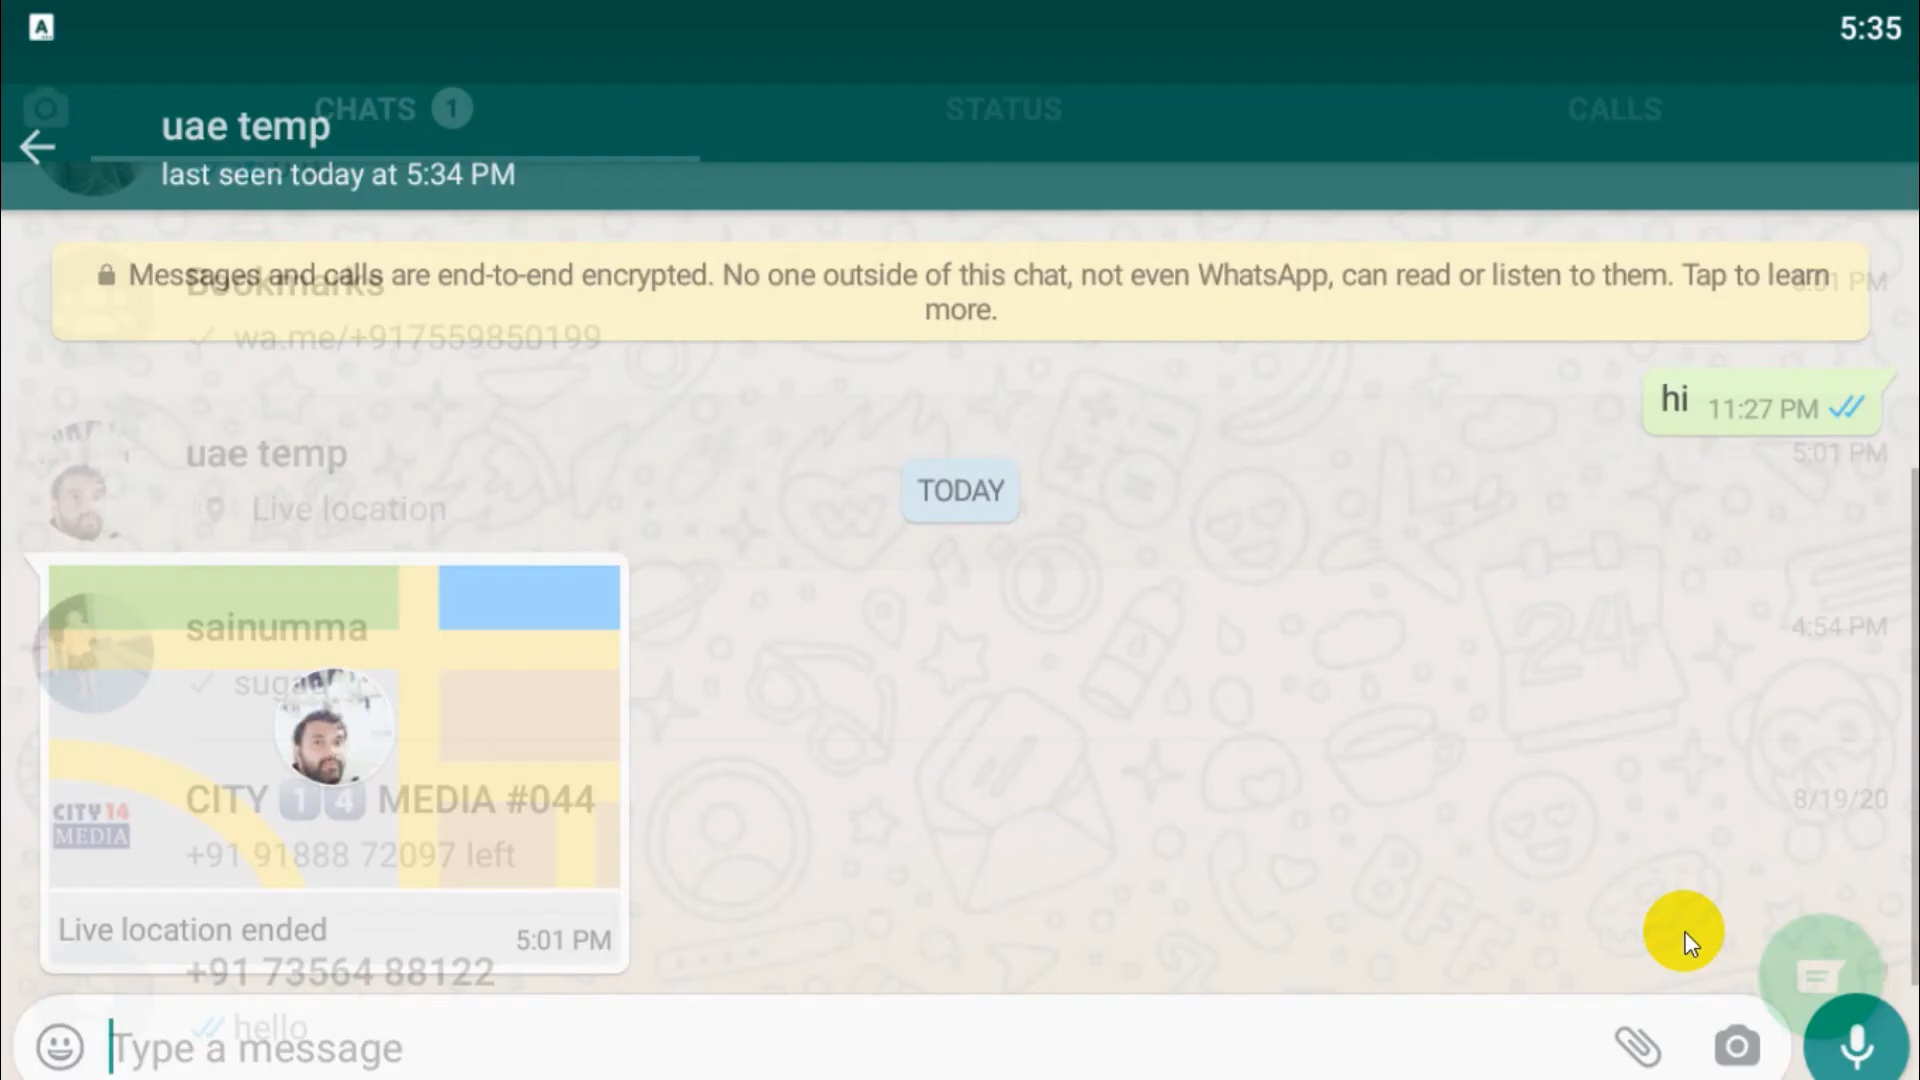 A
5:35
CHATS 1
STATUS
CALLS
uae temp
last seen today at 5:34 PM
Messages and calls are end-to-end encrypted. No one outside of this chat, not even WhatsApp, can read or listen to them. Tap to learn
more.
Bookmarks
wa.me/+917559850199
hi 11:27 PM
5:01 PM
uae temp
TODAY
Live location
sainumma
4:54 PM
CITY 14 MEDIA #044
8/19/20
CITY 14
MEDIA
+91 91888 72097 left
Live location ended
5:01 PM
+91 73564 88122
hello
Type a message